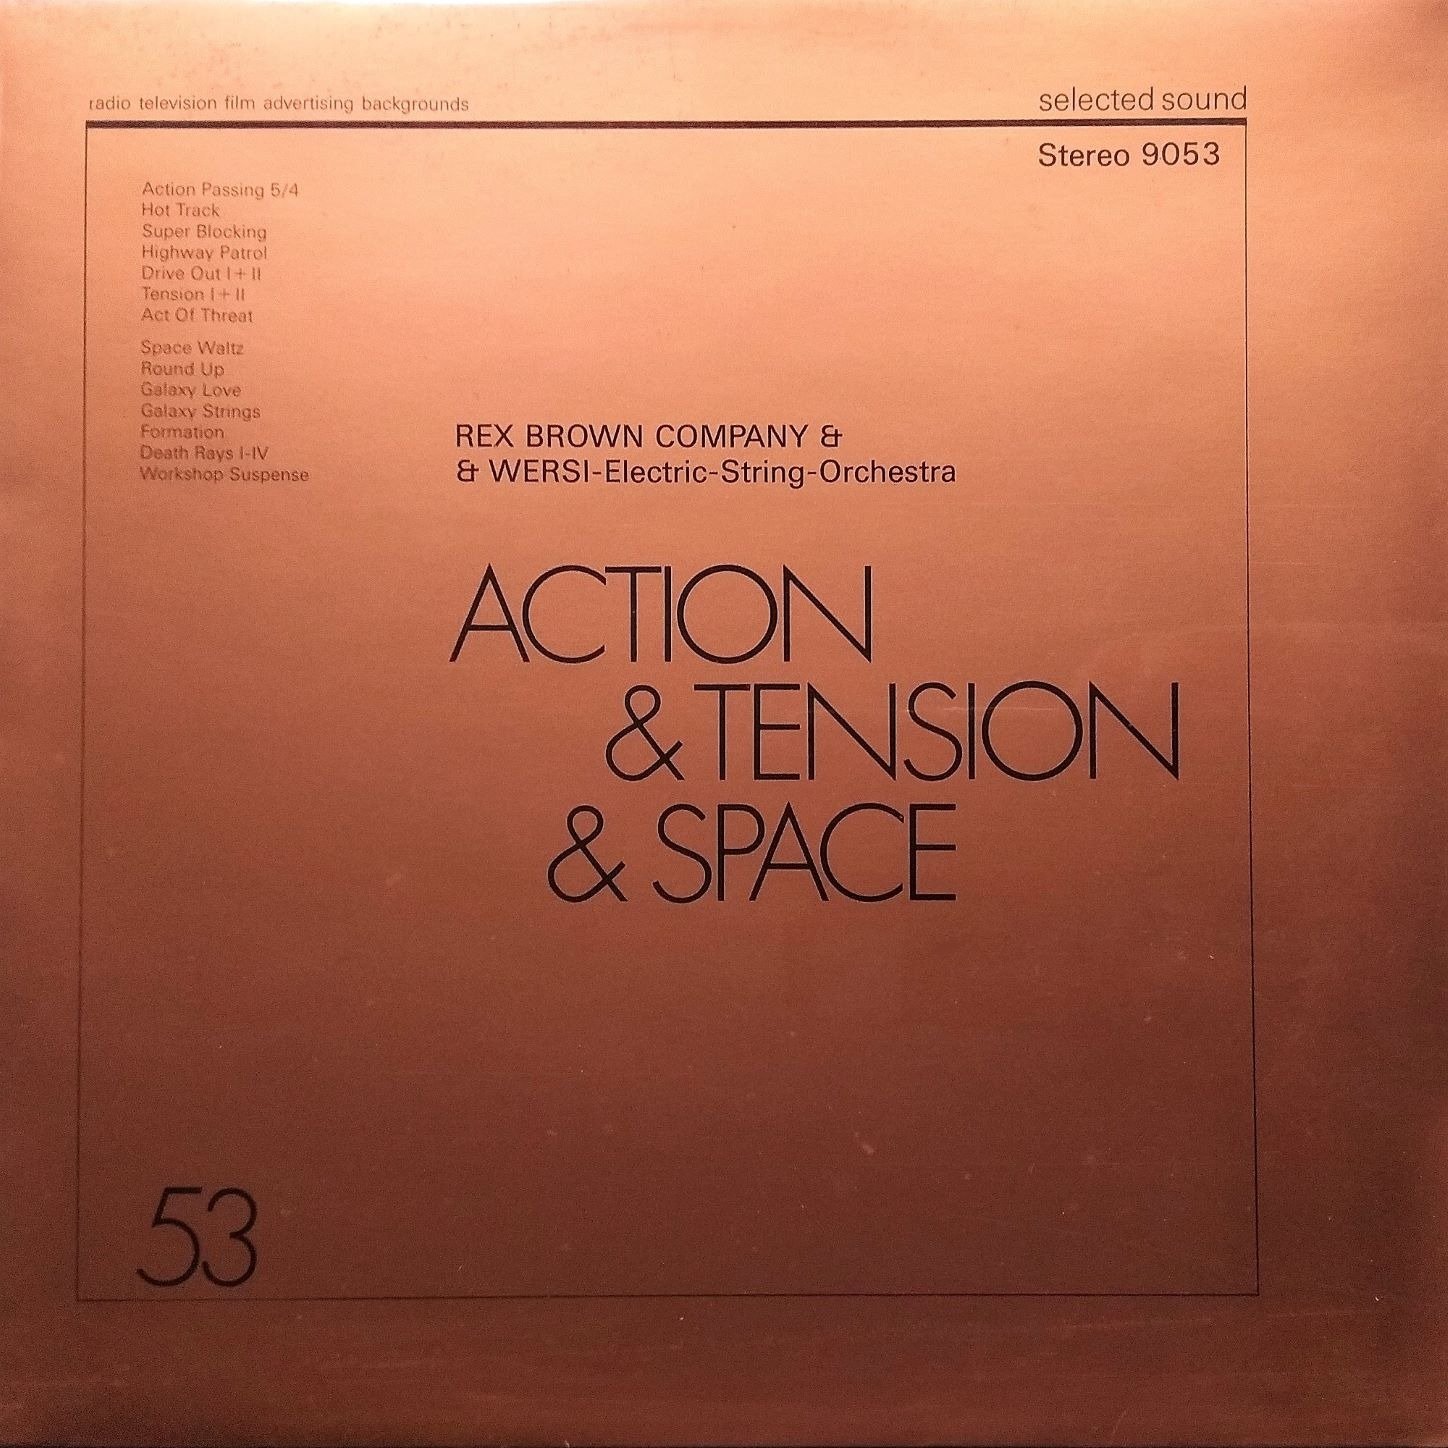 radio television film advertising backgrounds
selected sound
Stereo 9053
Action Passing 5/4
Hot Track
Super Blocking
Highway Patrol
Drive Out I + II
Tension I + II
Act Of Threat
Space Waltz
Round Up
Galaxy Love
Galaxy Strings
Formation
Death Rays I-IV
Workshop Suspense
REX BROWN COMPANY &
& WERSI-Electric-String-Orchestra
ACTION
& TENSION
& SPACE
53